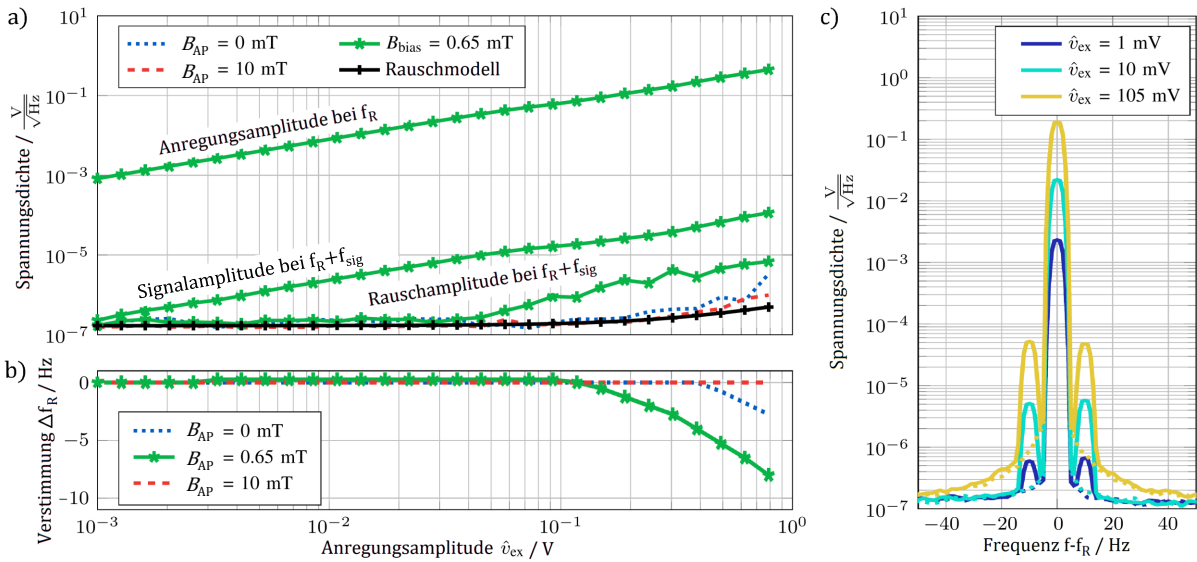 a)
B_AP = 0 mT
B_AP = 10 mT
B_bias = 0.65 mT
Rauschmodell
Spannungsdichte / V/√Hz
10^-1
10^-3
10^-5
10^-7
Anregungsamplitude bei f_R
Signalamplitude bei f_R+f_sig
Rauschamplitude bei f_R+f_sig
b)
Verstimmung Δf_R / Hz
0
−5
−10
B_AP = 0 mT
B_AP = 0.65 mT
B_AP = 10 mT
10^−3
10^−2
10^−1
10^0
Anregungsamplitude v̂_ex / V
c)
v̂_ex = 1 mV
v̂_ex = 10 mV
v̂_ex = 105 mV
Spannungsdichte / V/√Hz
10^1
10^0
10^−1
10^−2
10^−3
10^−4
10^−5
10^−6
10^−7
−40
−20
0
20
40
Frequenz f-f_R / Hz